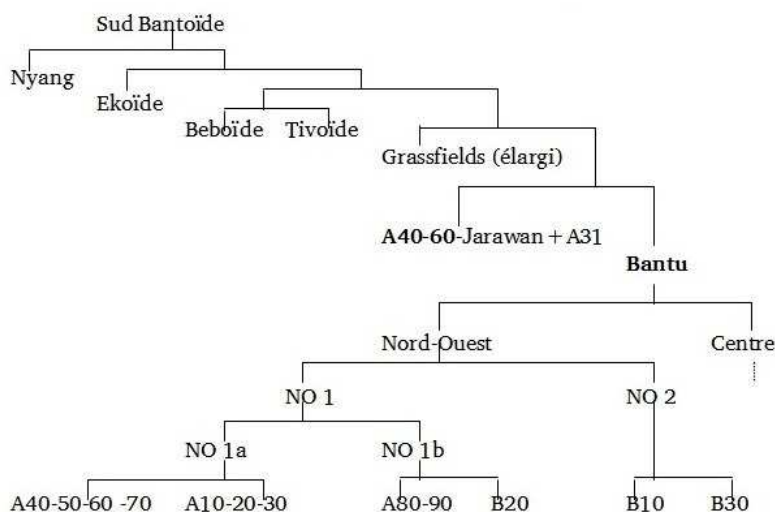 Sud Bantoïde
Nyang
Ekoïde
Beboïde Tivoïde
Grassfields (élargi)
A40-60-Jarawan + A31
Bantu
Nord-Ouest Centre
NO 1 NO 2
NO 1a NO 1b
A40-50-60 -70 A10-20-30 A80-90 B20 B10 B30